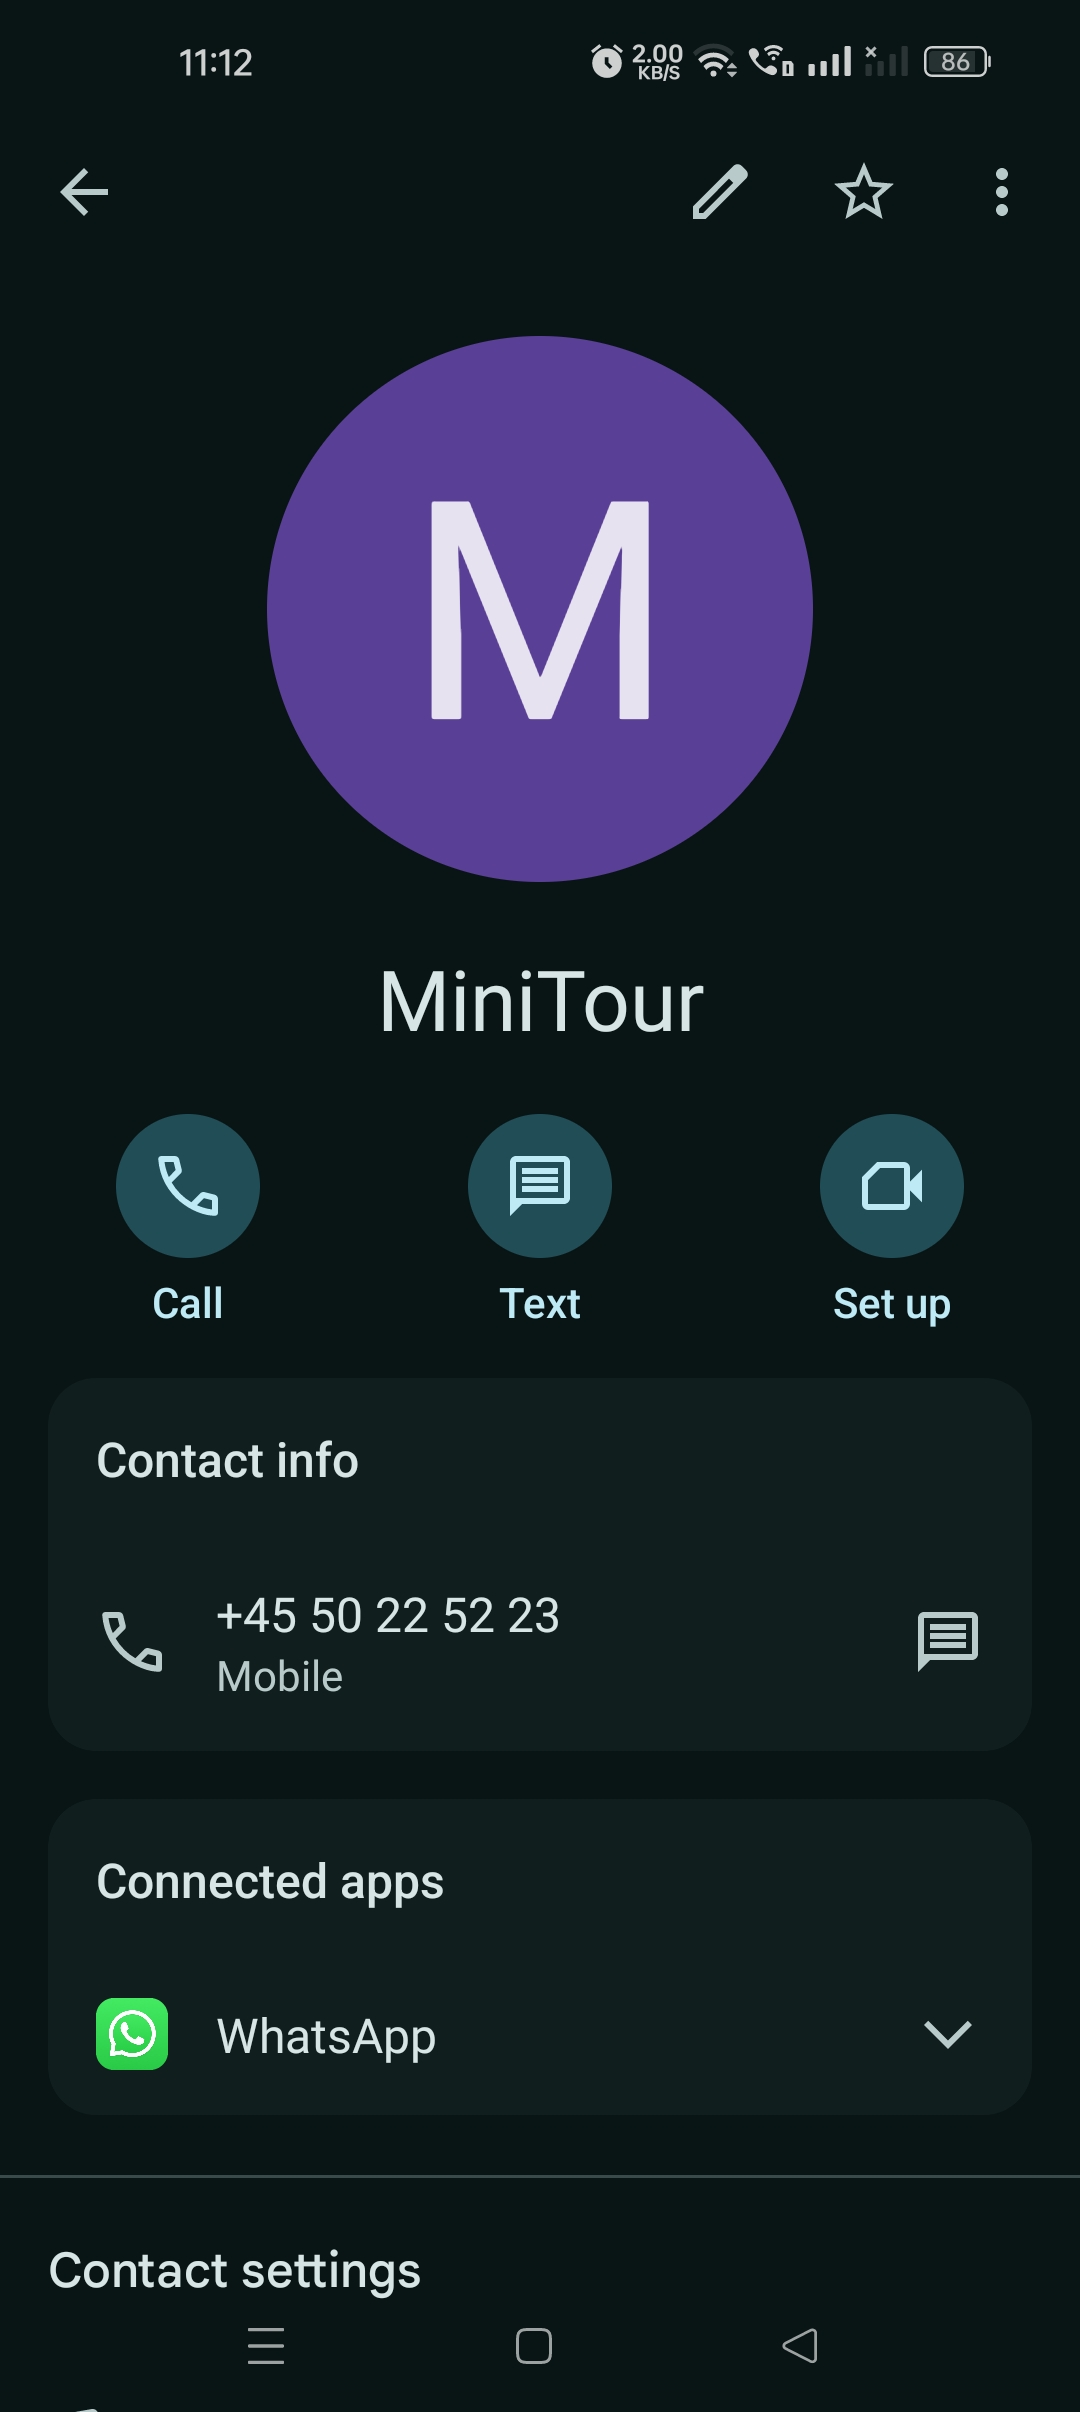 11:12
2.00
KB/S
86
M
MiniTour
Call
Text
Set up
Contact info
+45 50 22 52 23
Mobile
Connected apps
WhatsApp
Contact settings